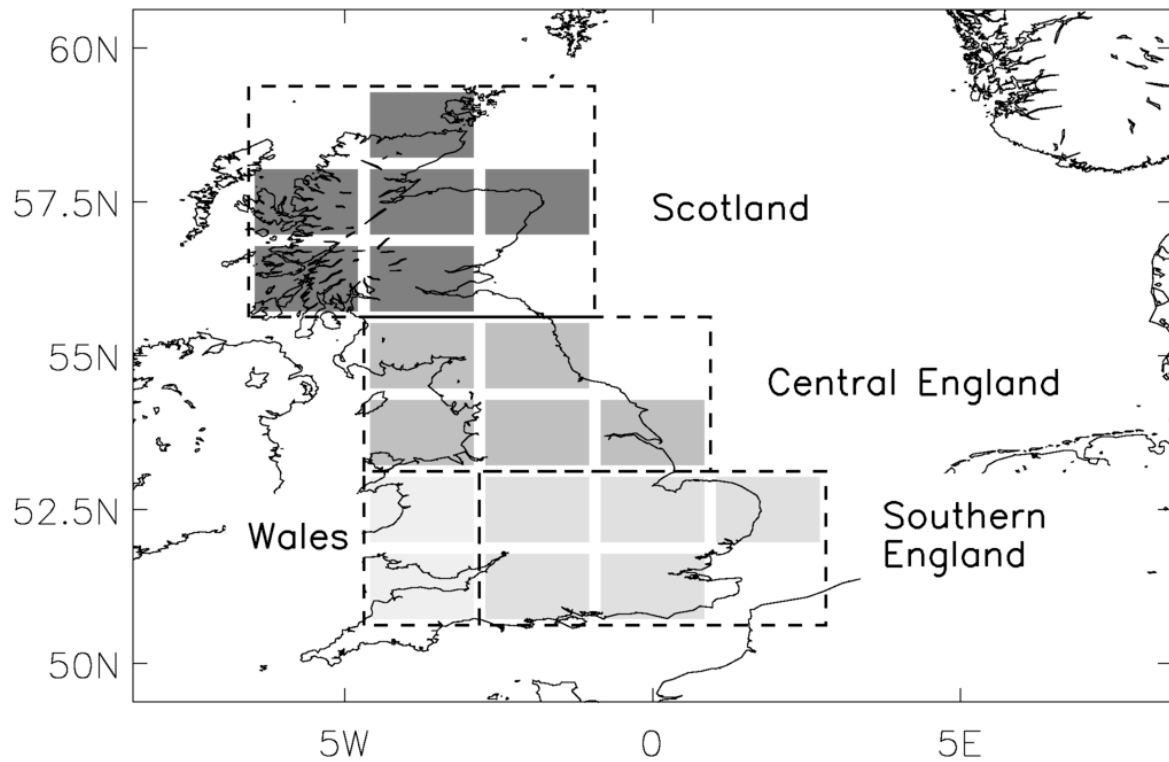 60N
57.5N
Scotland
55N
Central England
52.5N
Wales
Southern
England
50N
5W
0
5E